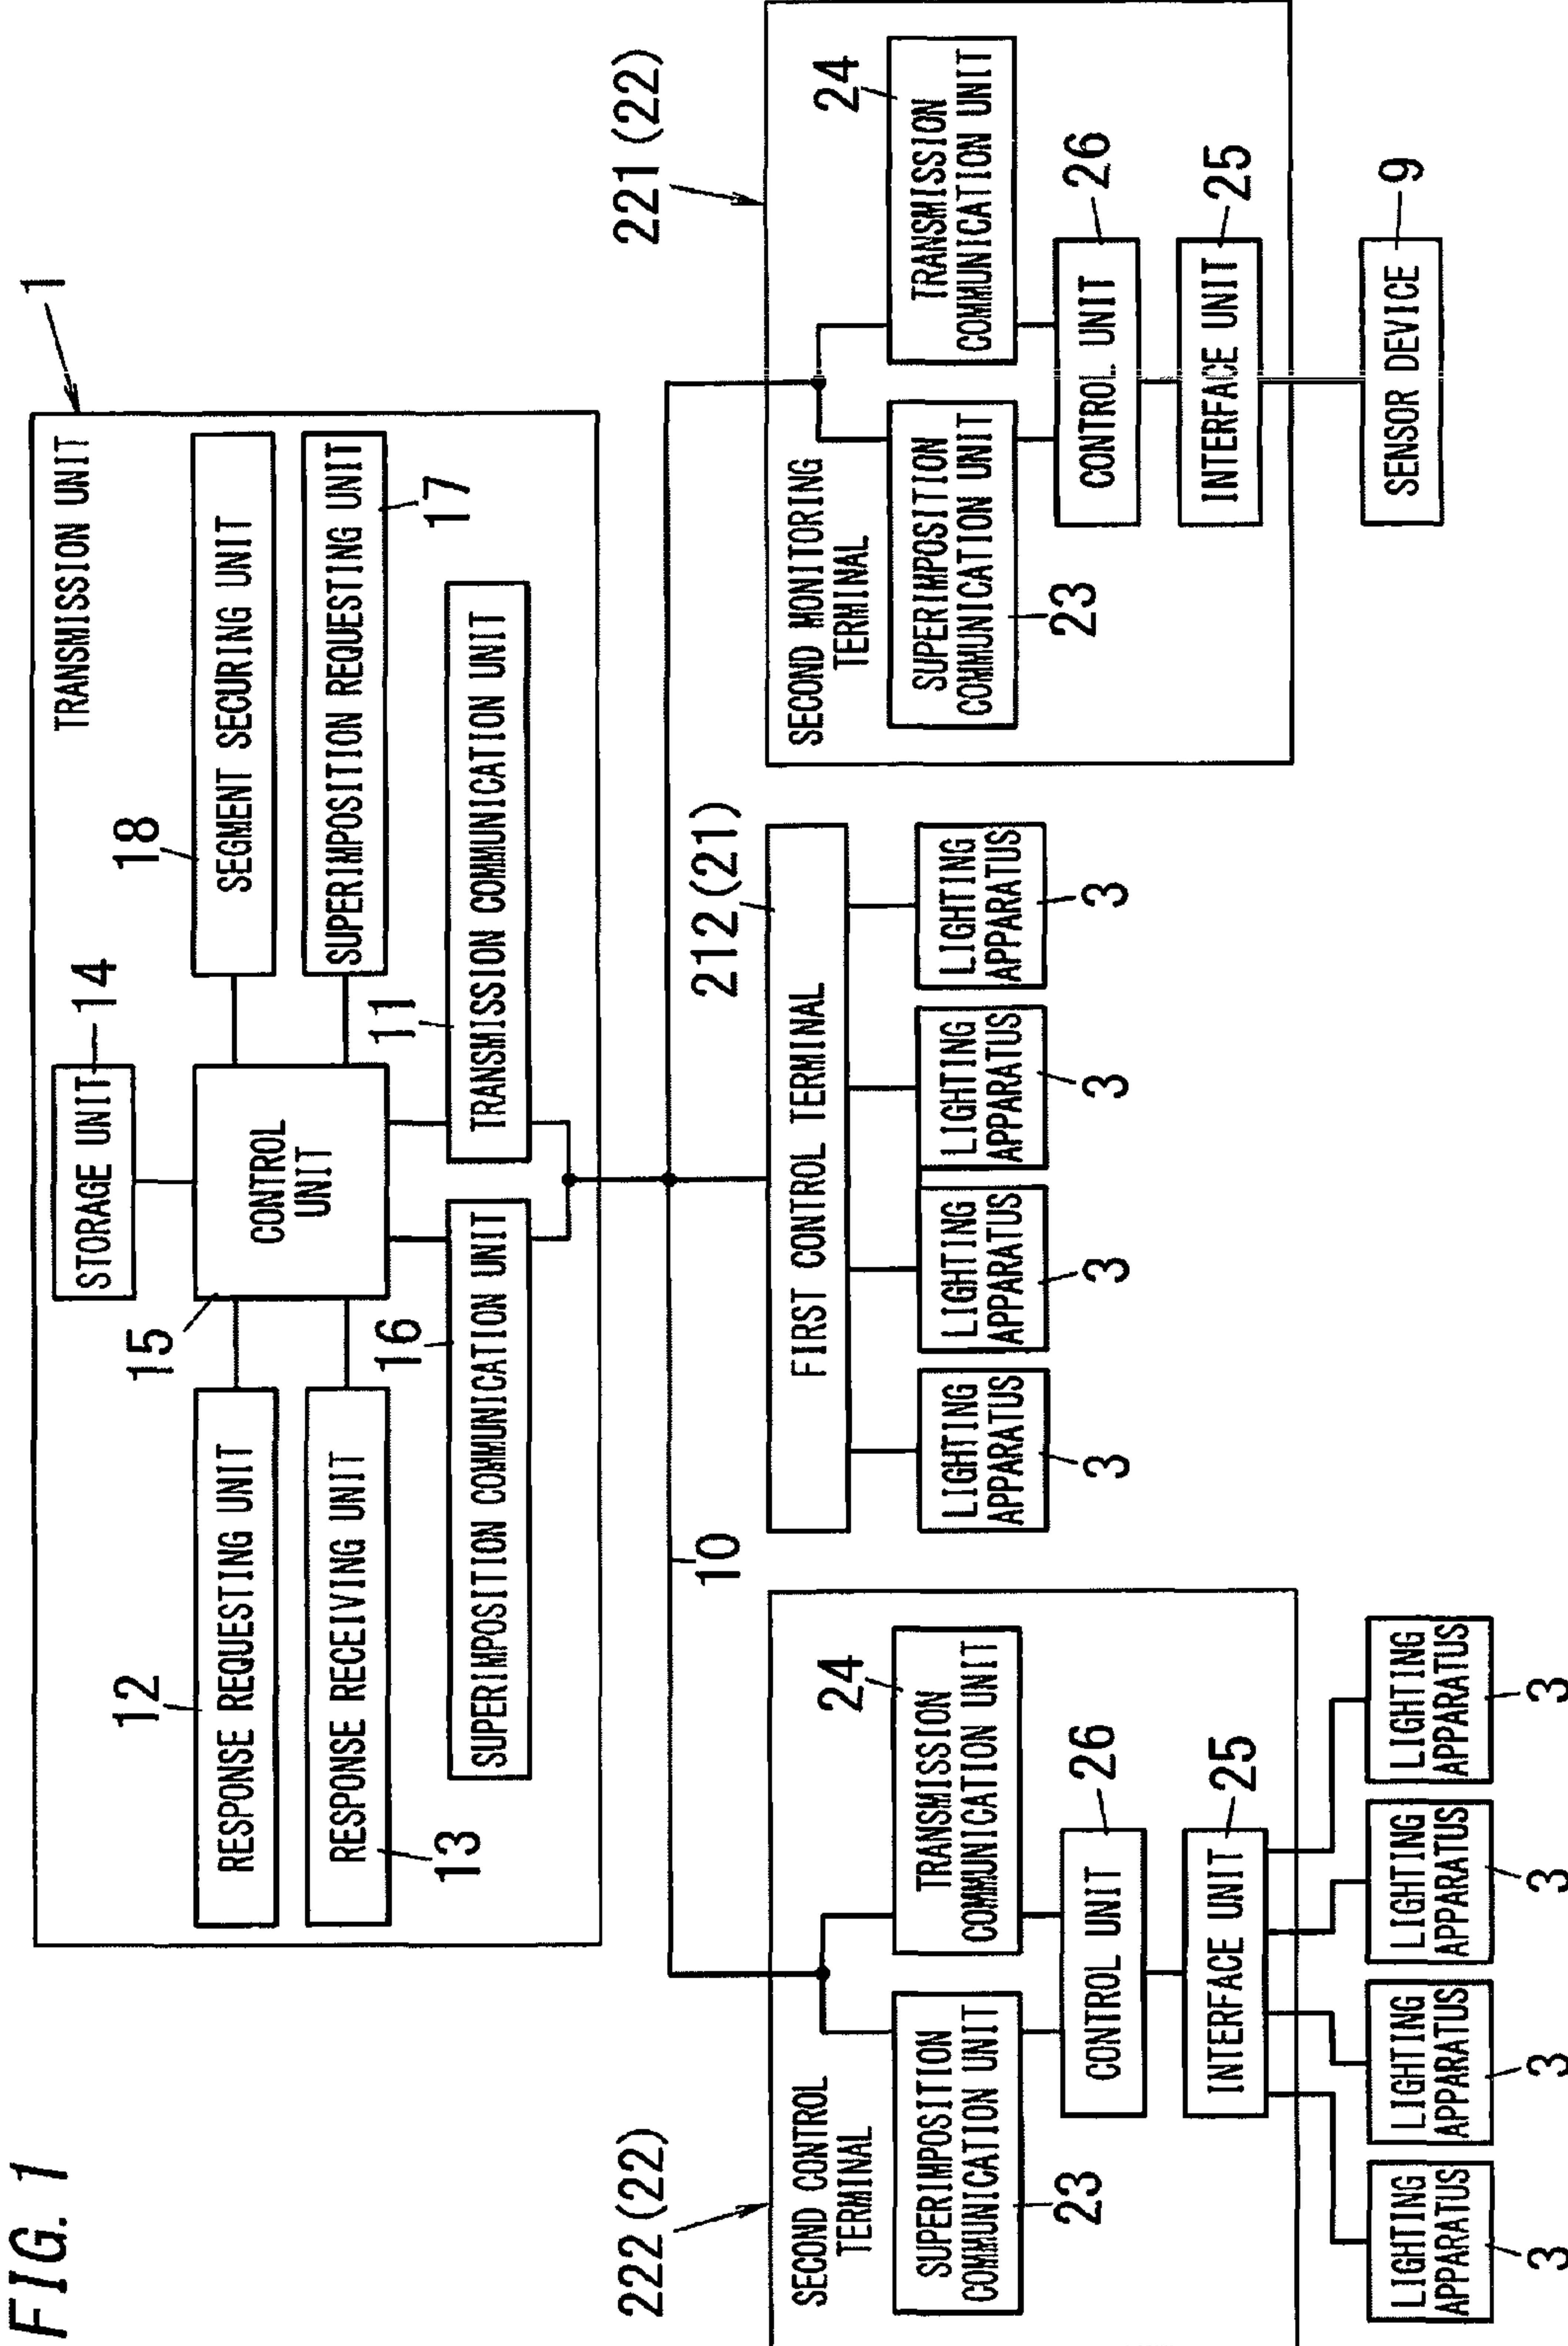 FIG. 1
1
TRANSMISSION UNIT
STORAGE UNIT
14
12
RESPONSE REQUESTING UNIT
15
CONTROL
UNIT
18
SEGMENT SECURING UNIT
RESPONSE RECEIVING UNIT
13
SUPERIMPOSITION REQUESTING UNIT
17
16
SUPERIMPOSITION COMMUNICATION UNIT
11
TRANSMISSION COMMUNICATION UNIT
10
222(22)
SECOND CONTROL
TERMINAL
SUPERIMPOSITION
COMMUNICATION UNIT
23
TRANSMISSION
COMMUNICATION UNIT
24
CONTROL UNIT
26
INTERFACE UNIT
25
LIGHTING
APPARATUS
3
LIGHTING
APPARATUS
3
LIGHTING
APPARATUS
3
LIGHTING
APPARATUS
3
212(21)
FIRST CONTROL TERMINAL
LIGHTING
APPARATUS
3
LIGHTING
APPARATUS
3
LIGHTING
APPARATUS
3
LIGHTING
APPARATUS
3
221(22)
SECOND MONITORING
TERMINAL
SUPERIMPOSITION
COMMUNICATION UNIT
23
TRANSMISSION
COMMUNICATION UNIT
24
CONTROL UNIT
26
INTERFACE UNIT
25
SENSOR DEVICE
9